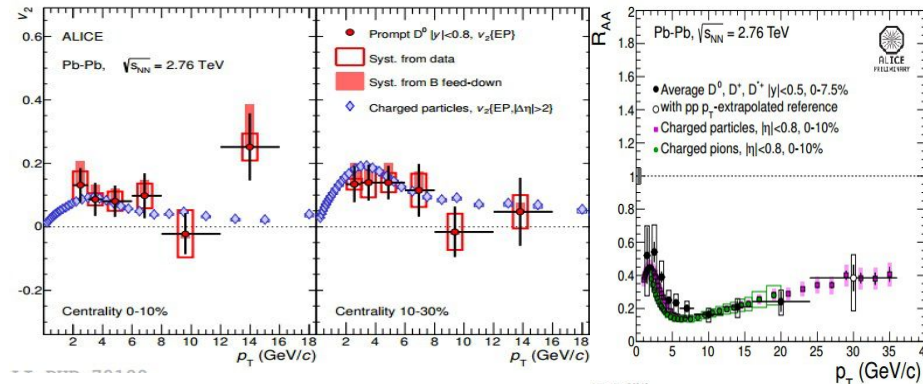 v₂
ALICE
Pb-Pb, √sNN = 2.76 TeV
0.6
0.4
0.2
0
-0.2
Centrality 0-10%
2 4 6 8 10 12 14 16
pT (GeV/c)
Prompt D⁰ |y|<0.8, v₂{EP}
Syst. from data
Syst. from B feed-down
Charged particles, v₂{EP,|Δη|>2}
Centrality 10-30%
2 4 6 8 10 12 14 16 18
pT (GeV/c)
RAA
2
1.8
1.6
1.4
1.2
1
0.8
0.6
0.4
0.2
0
Pb-Pb, √sNN = 2.76 TeV
ALICE
PRELIMINARY
Average D⁰, D⁺, D*⁺ |y|<0.5, 0-7.5%
with pp pT-extrapolated reference
Charged particles, |η|<0.8, 0-10%
Charged pions, |η|<0.8, 0-10%
0 5 10 15 20 25 30 35
pT (GeV/c)